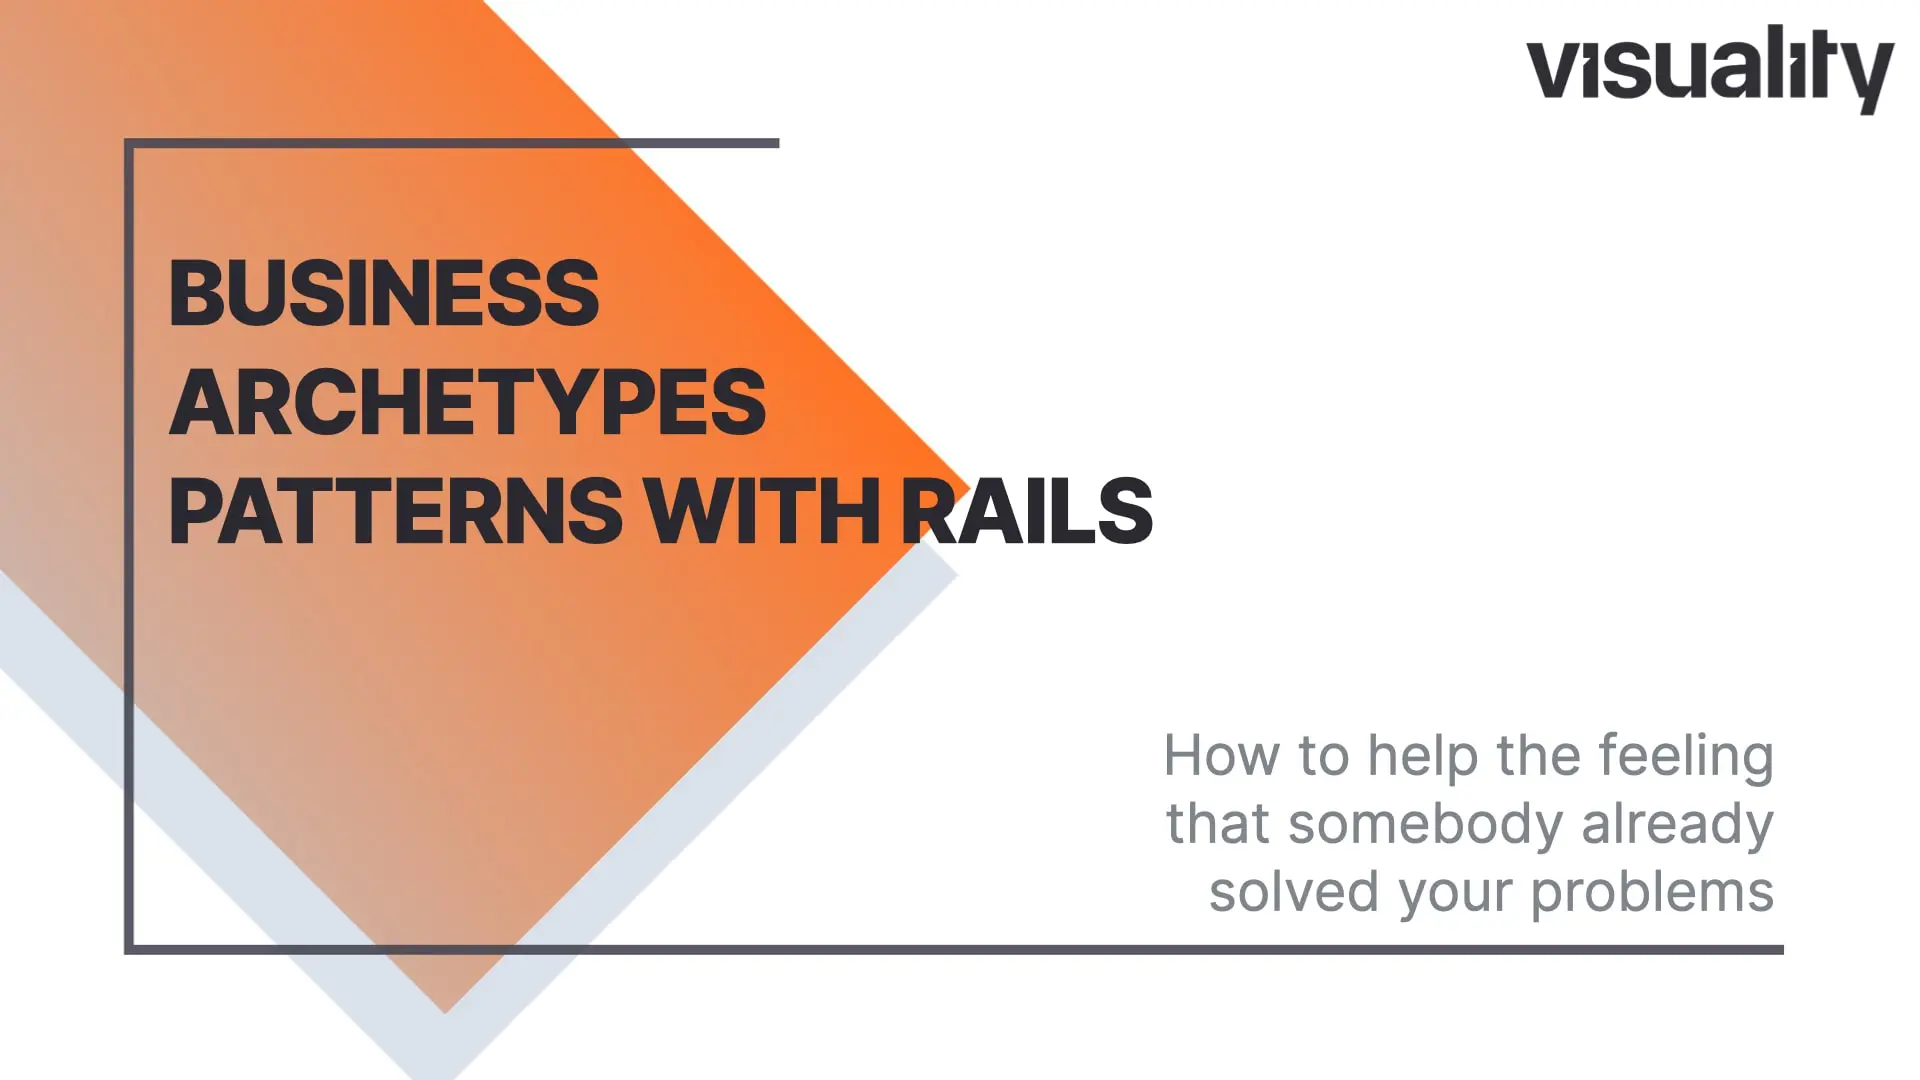 visuality
BUSINESS
ARCHETYPES
PATTERNS WITH RAILS
How to help the feeling
that somebody already
solved your problems